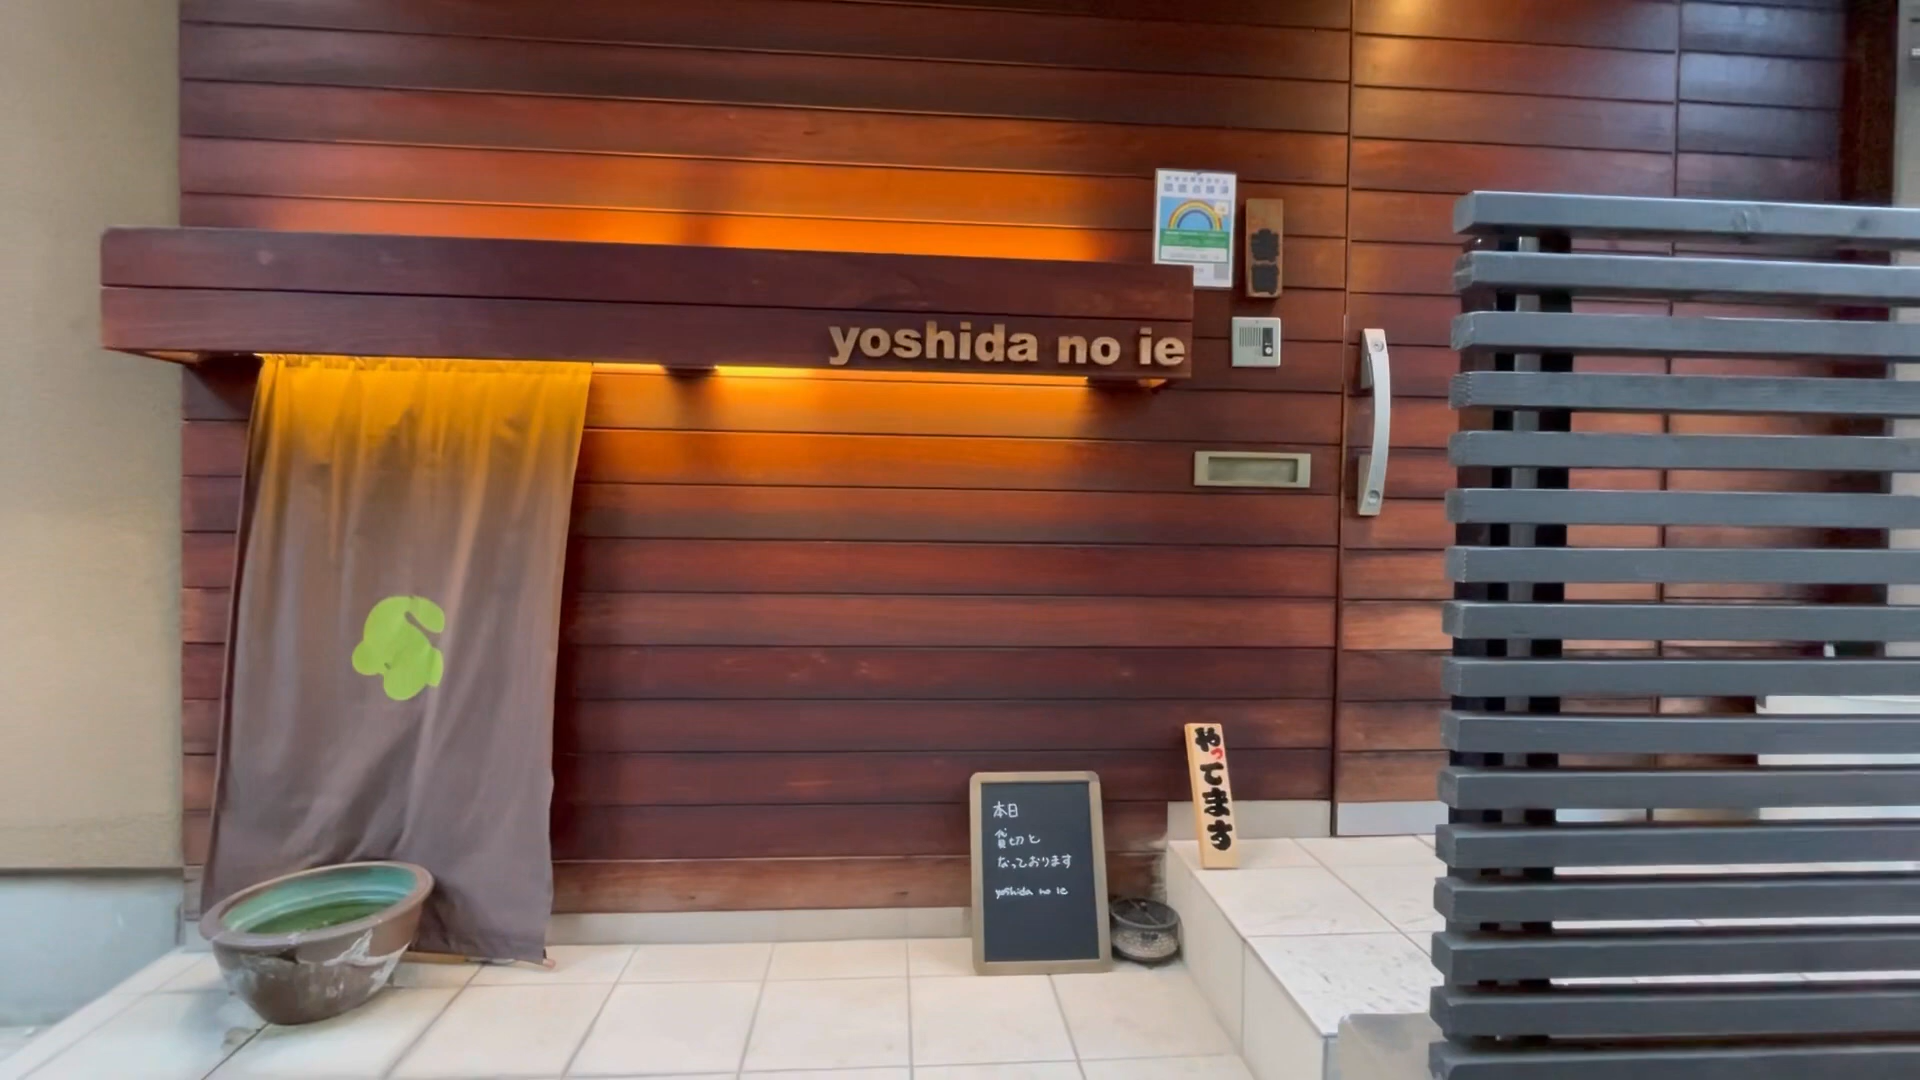 yoshida no ie
やってます
本日
貸切と
なっております
yoshida no ie